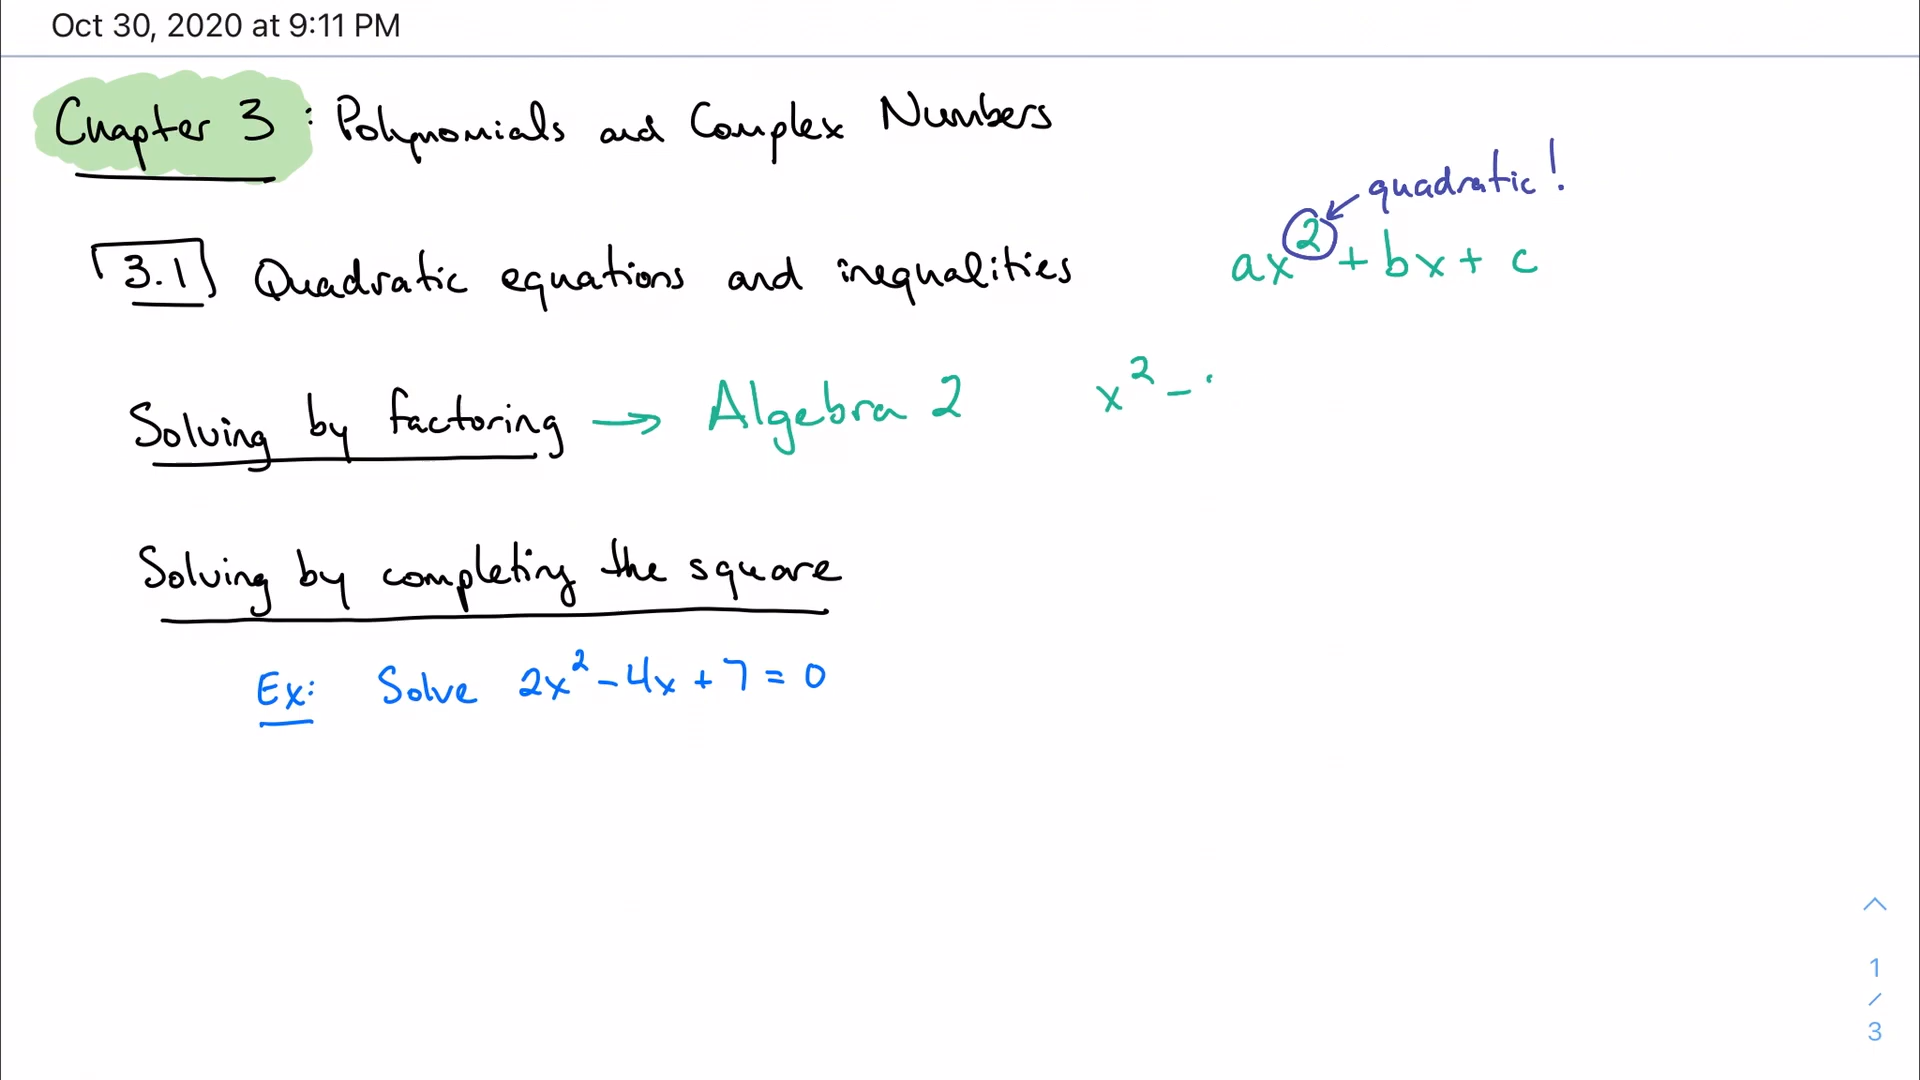 Oct 30, 2020 at 9:11 PM
Chapter 3: Polynomials and Complex Numbers
quadratic!
ax² + bx + c
3.1 Quadratic equations and inequalities
Solving by factoring → Algebra 2
x² -
Solving by completing the square
Ex: Solve 2x² - 4x + 7 = 0
1
/
3